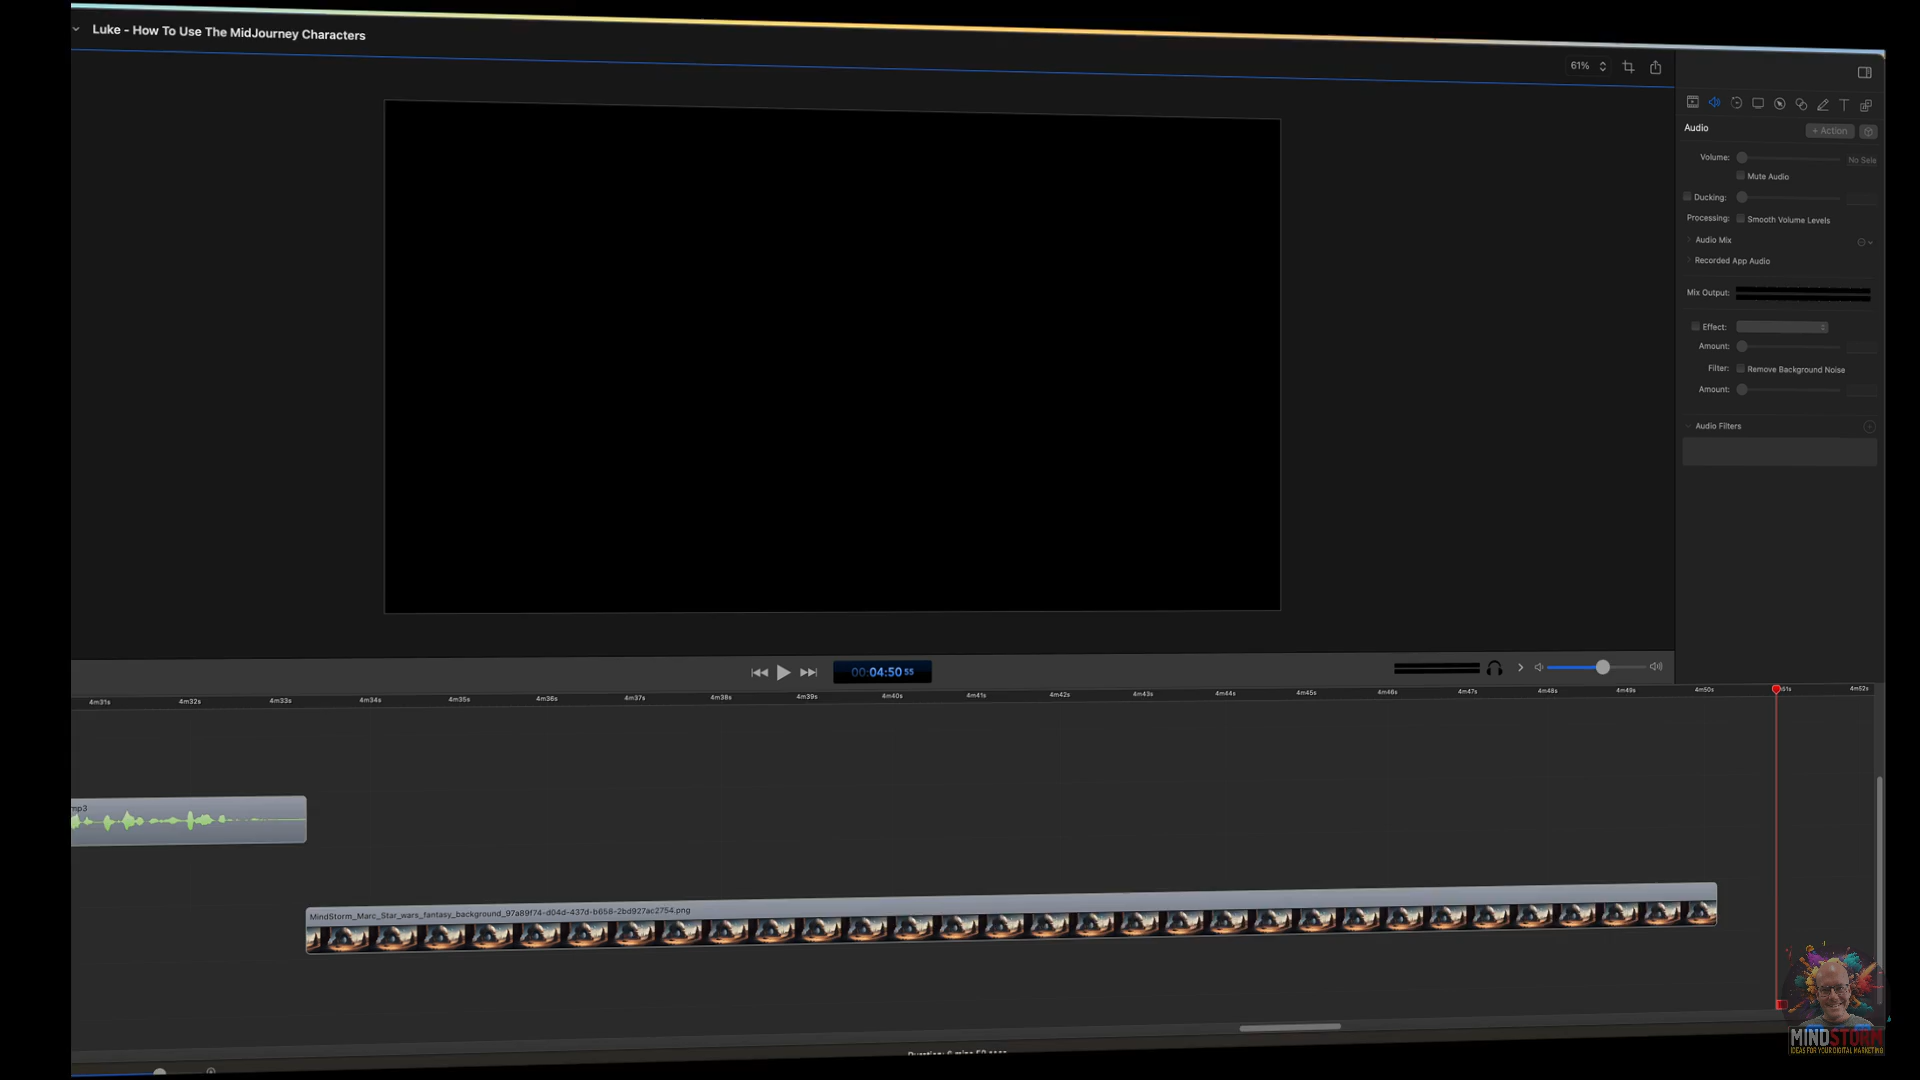 Luke - How To Use The MidJourney Characters
61%
Audio
+ Action
Volume:
No Sele
Mute Audio
Ducking:
Processing:
Smooth Volume Levels
Audio Mix
Recorded App Audio
Mix Output:
Effect:
Amount:
Filter:
Remove Background Noise
Amount:
Audio Filters
00:04:50 55
4m31s
4m32s
4m33s
4m34s
4m35s
4m36s
4m37s
4m38s
4m39s
4m40s
4m41s
4m42s
4m43s
4m44s
4m45s
4m46s
4m47s
4m48s
4m49s
4m50s
51s
4m52s
mp3
MindStorm_Marc_Star_wars_fantasy_background_97a89f74-d04d-437d-b658-2bd927ac2754.png
MINDSTORM
IDEAS FOR YOUR DIGITAL MARKETING